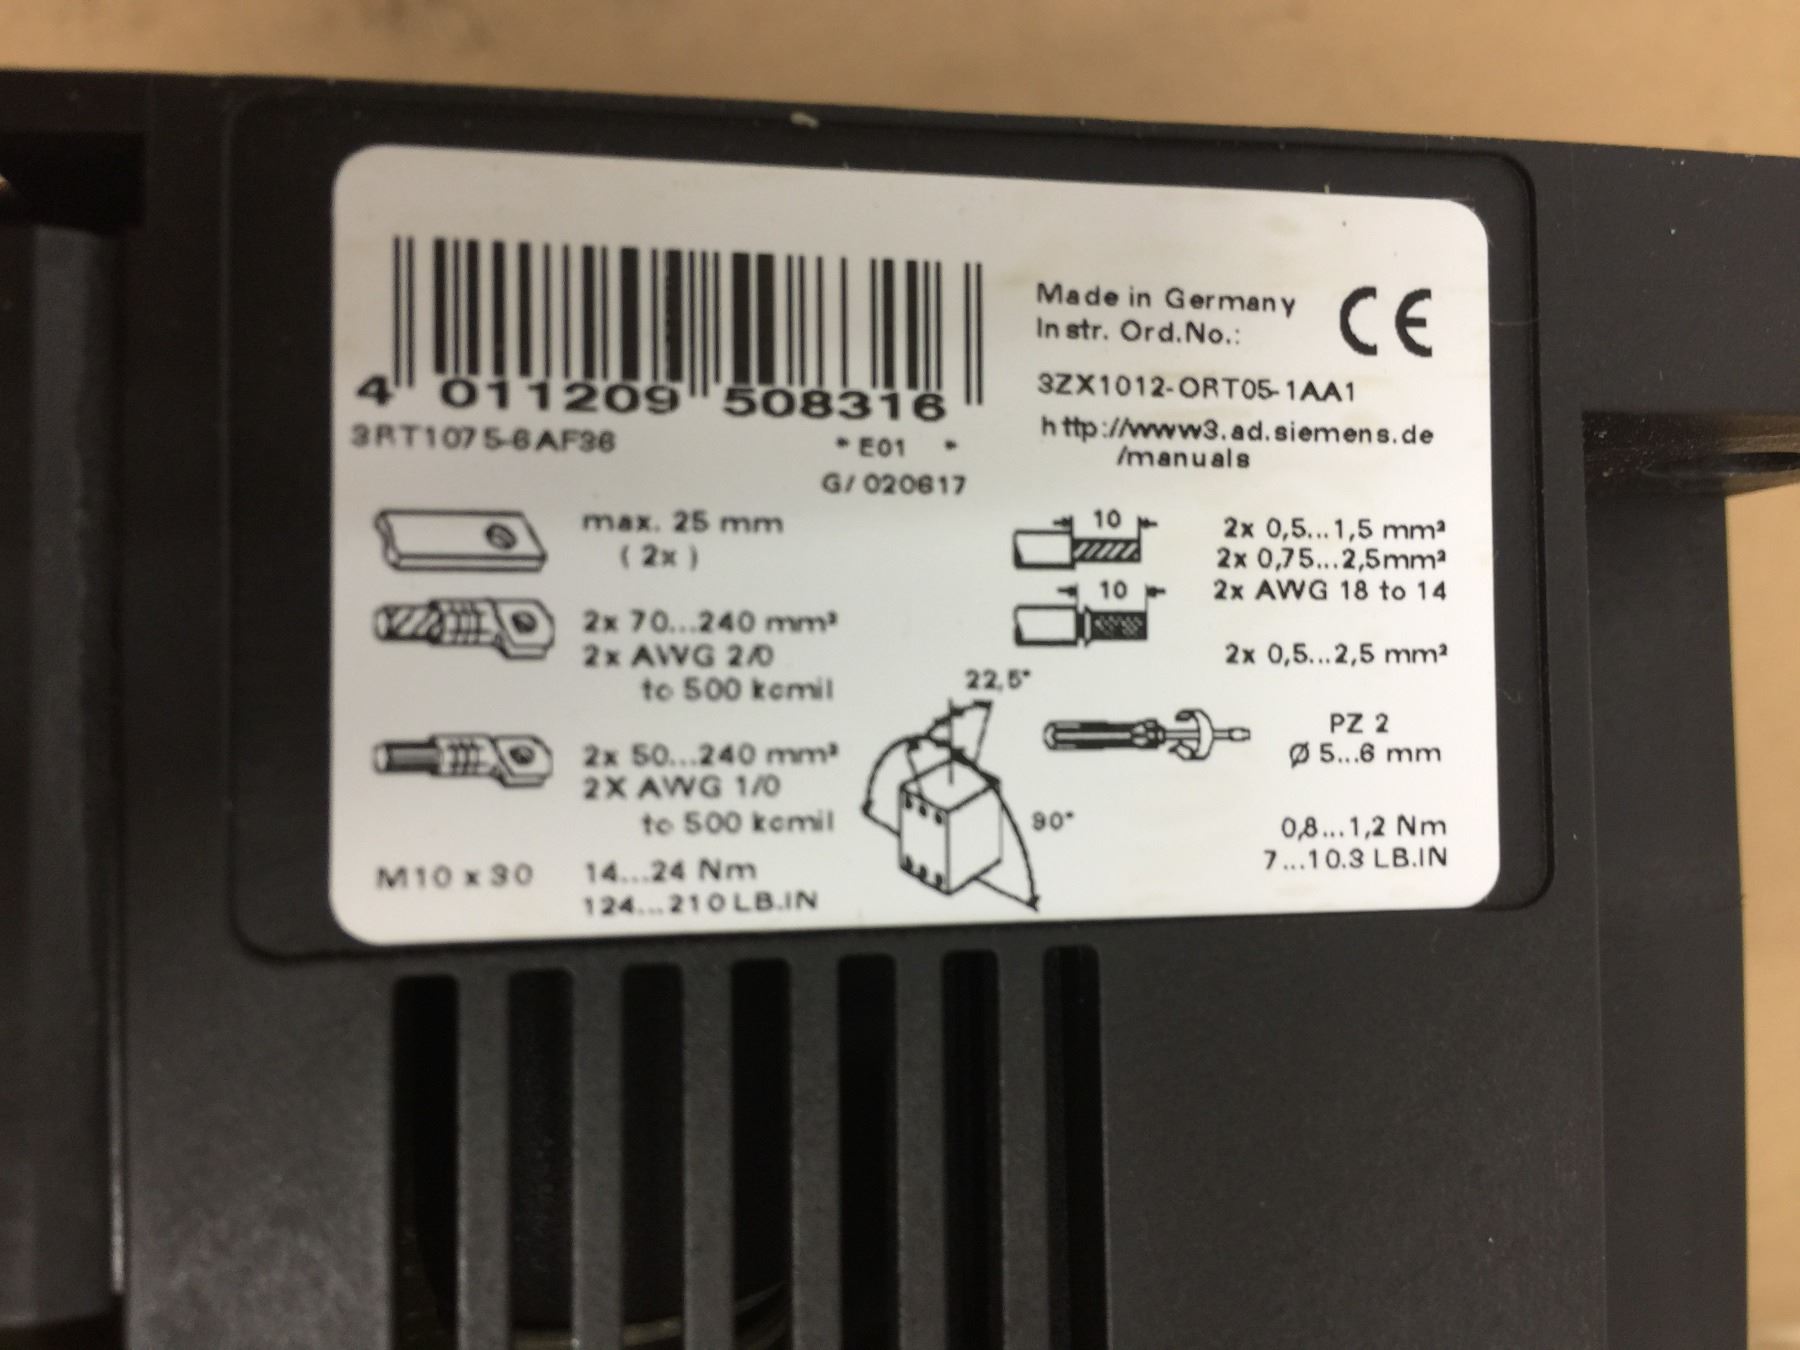 4 011209 508316
3RT1075-6AF36
* E01 *
G/ 020617
Made in Germany
Instr. Ord.No.:
CE
3ZX1012-0RT05-1AA1
http://www3.ad.siemens.de
/manuals
max. 25 mm
( 2x )
2x 70...240 mm²
2x AWG 2/0
to 500 kcmil
2x 50...240 mm²
2X AWG 1/0
to 500 kcmil
M10 x 30
14...24 Nm
124...210 LB.IN
22,5°
90°
10
2x 0,5...1,5 mm²
2x 0,75...2,5mm²
2x AWG 18 to 14
10
2x 0,5...2,5 mm²
PZ 2
Ø 5...6 mm
0,8...1,2 Nm
7...10.3 LB.IN